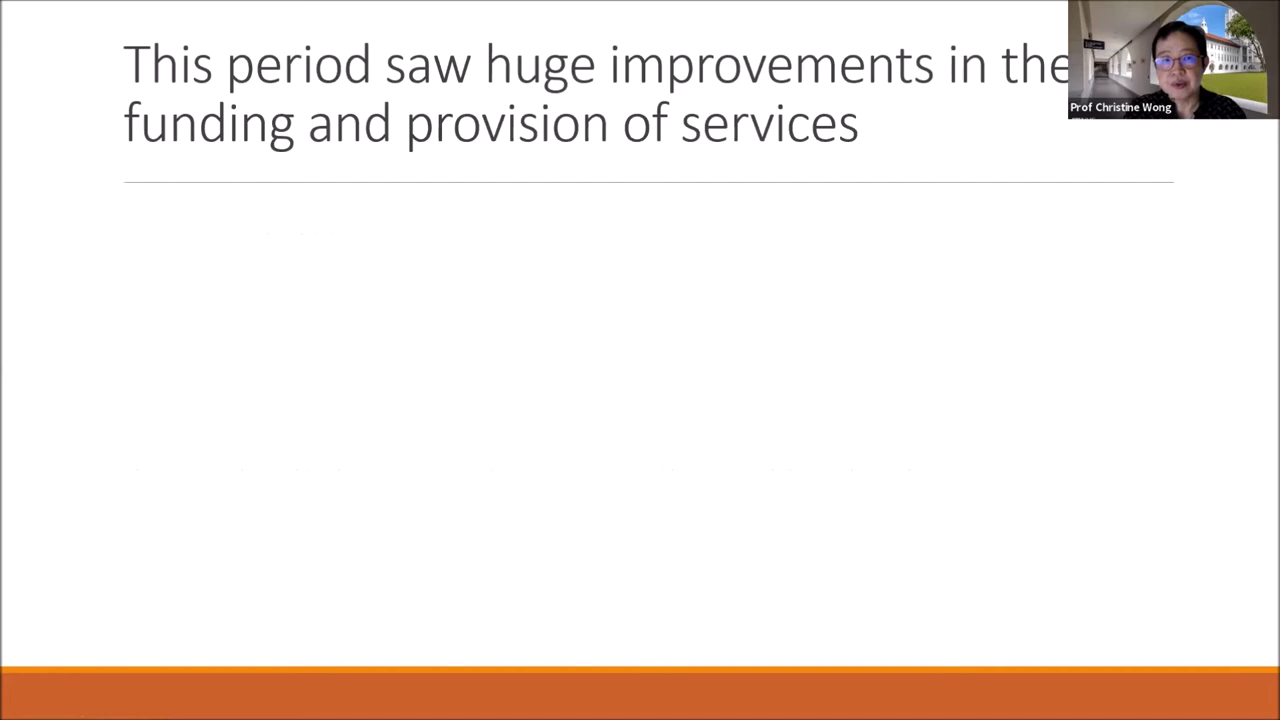 This period saw huge improvements in the
funding and provision of services
Prof Christine Wong